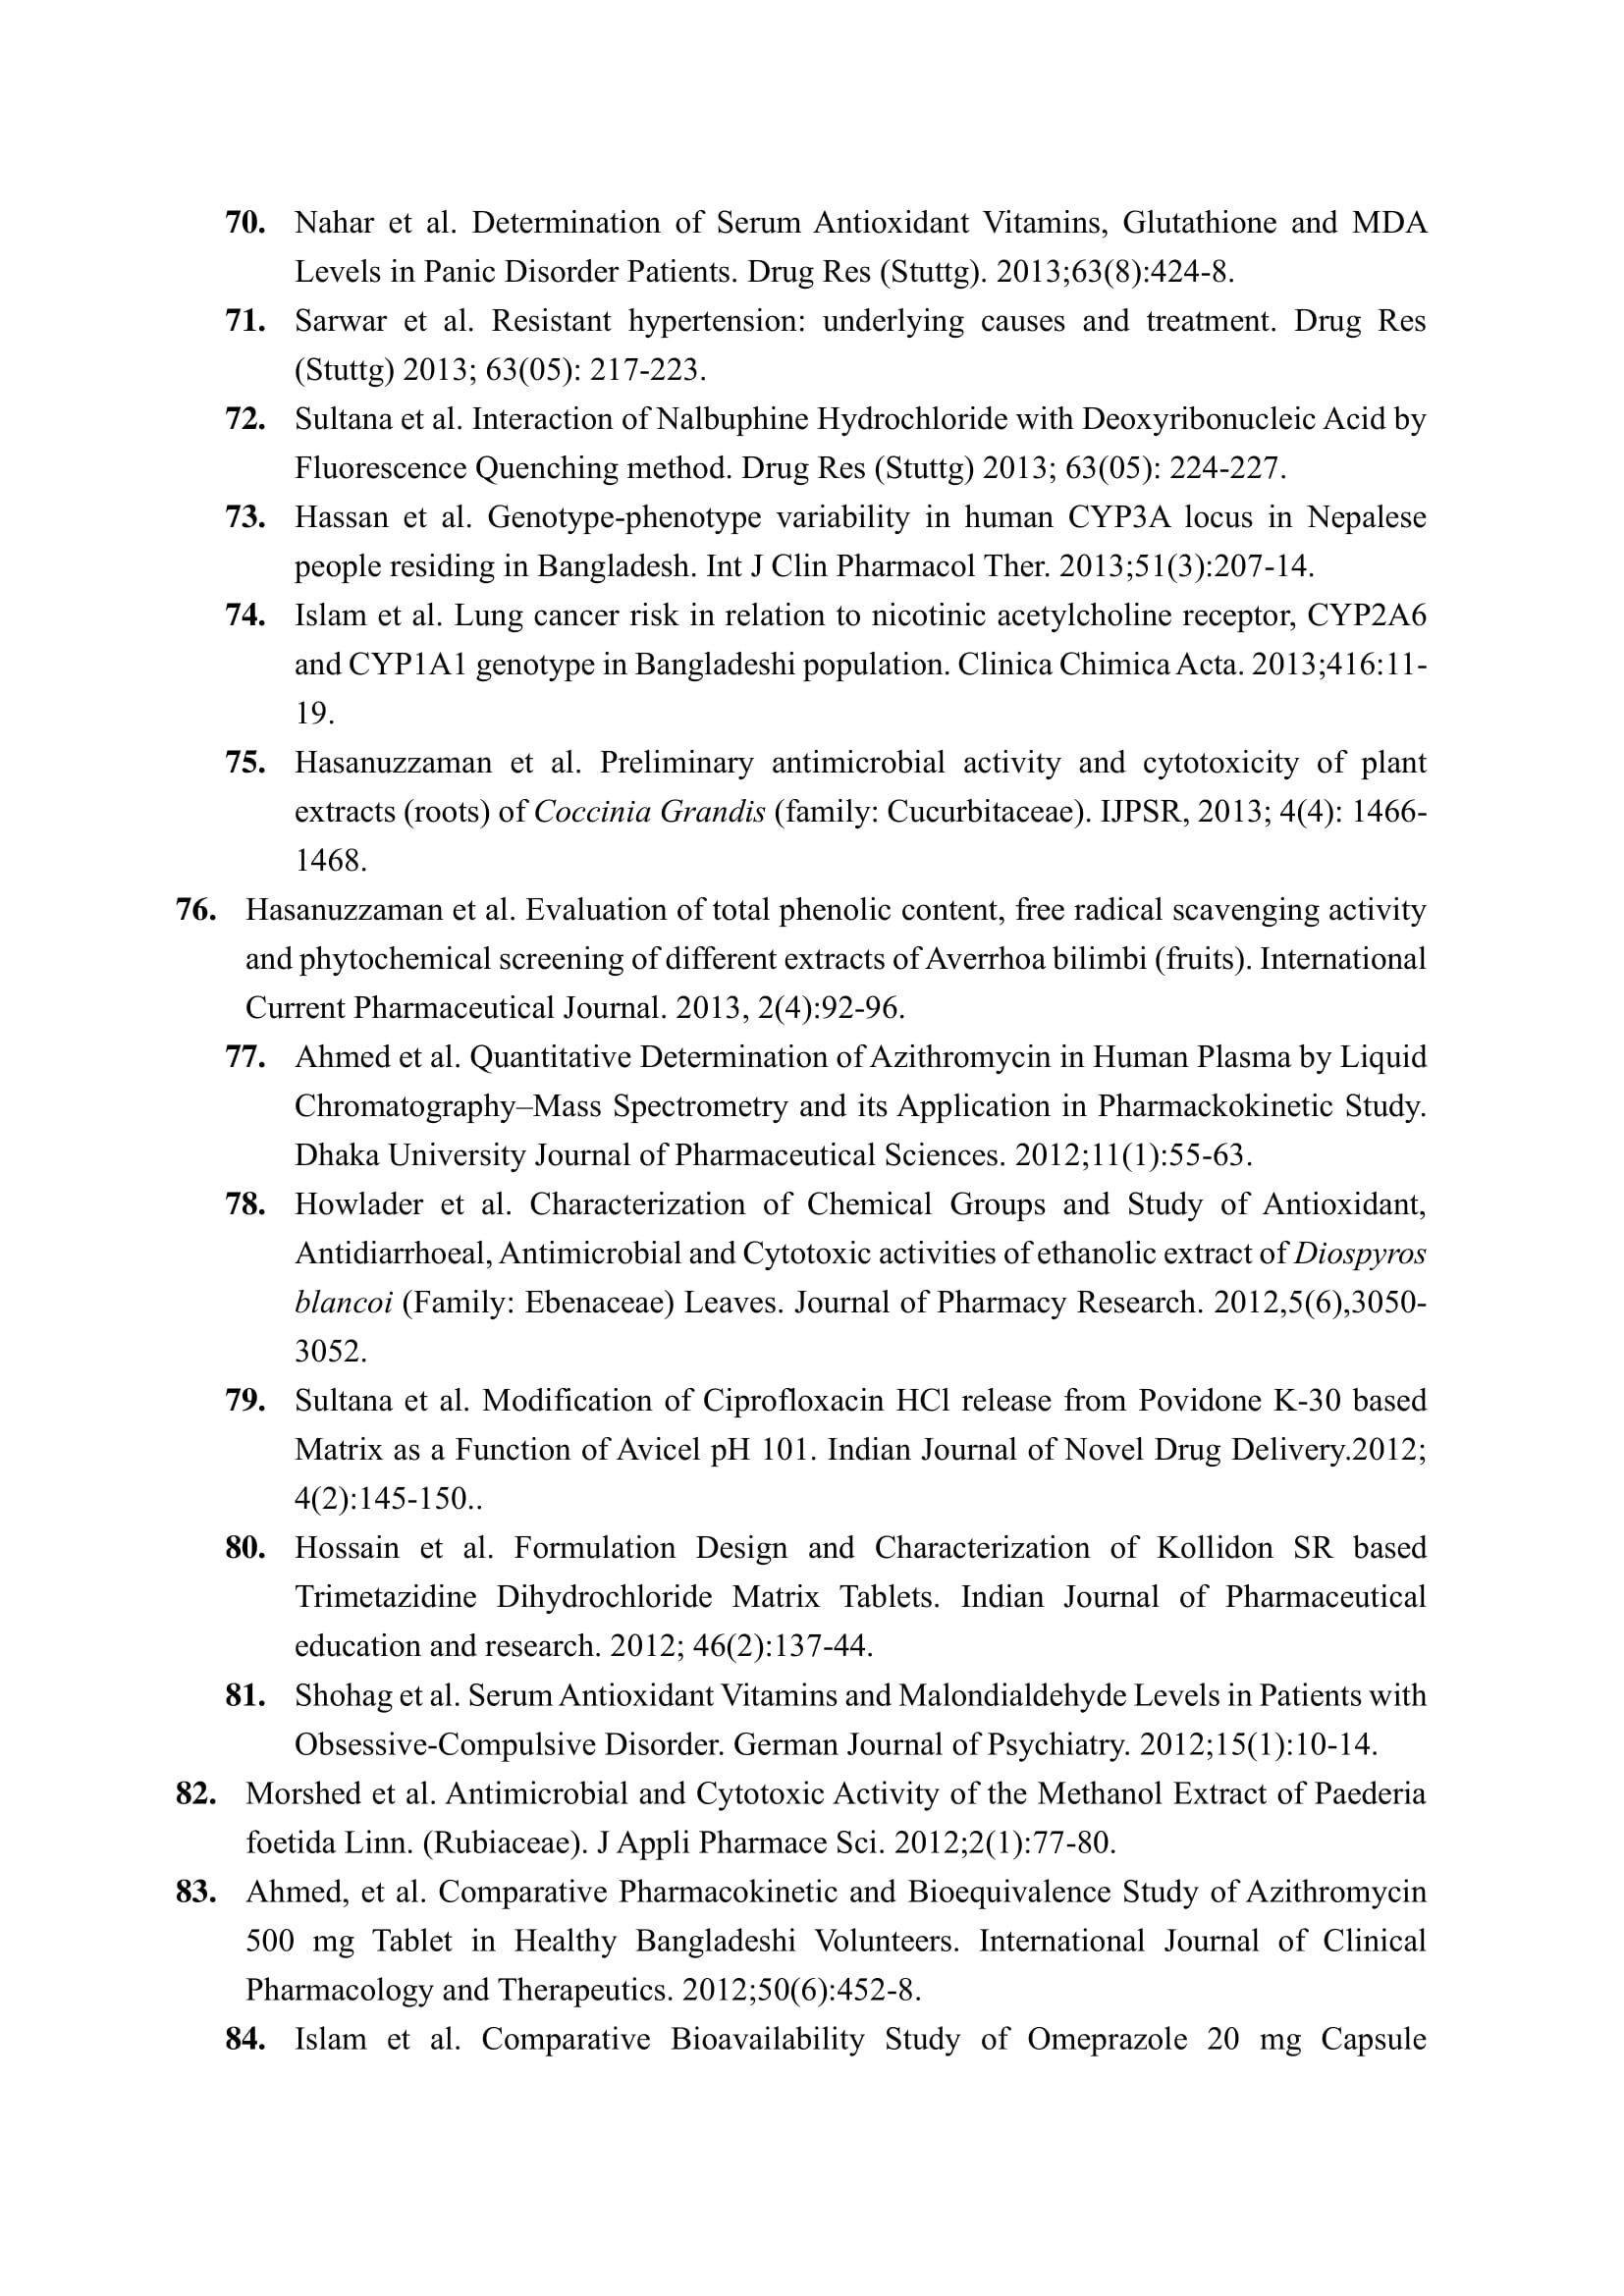 70. Nahar et al. Determination of Serum Antioxidant Vitamins, Glutathione and MDA
Levels in Panic Disorder Patients. Drug Res (Stuttg). 2013;63(8):424-8.
71. Sarwar et al. Resistant hypertension: underlying causes and treatment. Drug Res
(Stuttg) 2013; 63(05): 217-223.
72. Sultana et al. Interaction of Nalbuphine Hydrochloride with Deoxyribonucleic Acid by
Fluorescence Quenching method. Drug Res (Stuttg) 2013; 63(05): 224-227.
73. Hassan et al. Genotype-phenotype variability in human CYP3A locus in Nepalese
people residing in Bangladesh. Int J Clin Pharmacol Ther. 2013;51(3):207-14.
74. Islam et al. Lung cancer risk in relation to nicotinic acetylcholine receptor, CYP2A6
and CYP1A1 genotype in Bangladeshi population. Clinica Chimica Acta. 2013;416:11-
19.
75. Hasanuzzaman et al. Preliminary antimicrobial activity and cytotoxicity of plant
extracts (roots) of Coccinia Grandis (family: Cucurbitaceae). IJPSR, 2013; 4(4): 1466-
1468.
76. Hasanuzzaman et al. Evaluation of total phenolic content, free radical scavenging activity
and phytochemical screening of different extracts of Averrhoa bilimbi (fruits). International
Current Pharmaceutical Journal. 2013, 2(4):92-96.
77. Ahmed et al. Quantitative Determination of Azithromycin in Human Plasma by Liquid
Chromatography–Mass Spectrometry and its Application in Pharmackokinetic Study.
Dhaka University Journal of Pharmaceutical Sciences. 2012;11(1):55-63.
78. Howlader et al. Characterization of Chemical Groups and Study of Antioxidant,
Antidiarrhoeal, Antimicrobial and Cytotoxic activities of ethanolic extract of Diospyros
blancoi (Family: Ebenaceae) Leaves. Journal of Pharmacy Research. 2012,5(6),3050-
3052.
79. Sultana et al. Modification of Ciprofloxacin HCl release from Povidone K-30 based
Matrix as a Function of Avicel pH 101. Indian Journal of Novel Drug Delivery.2012;
4(2):145-150..
80. Hossain et al. Formulation Design and Characterization of Kollidon SR based
Trimetazidine Dihydrochloride Matrix Tablets. Indian Journal of Pharmaceutical
education and research. 2012; 46(2):137-44.
81. Shohag et al. Serum Antioxidant Vitamins and Malondialdehyde Levels in Patients with
Obsessive-Compulsive Disorder. German Journal of Psychiatry. 2012;15(1):10-14.
82. Morshed et al. Antimicrobial and Cytotoxic Activity of the Methanol Extract of Paederia
foetida Linn. (Rubiaceae). J Appli Pharmace Sci. 2012;2(1):77-80.
83. Ahmed, et al. Comparative Pharmacokinetic and Bioequivalence Study of Azithromycin
500 mg Tablet in Healthy Bangladeshi Volunteers. International Journal of Clinical
Pharmacology and Therapeutics. 2012;50(6):452-8.
84. Islam et al. Comparative Bioavailability Study of Omeprazole 20 mg Capsule